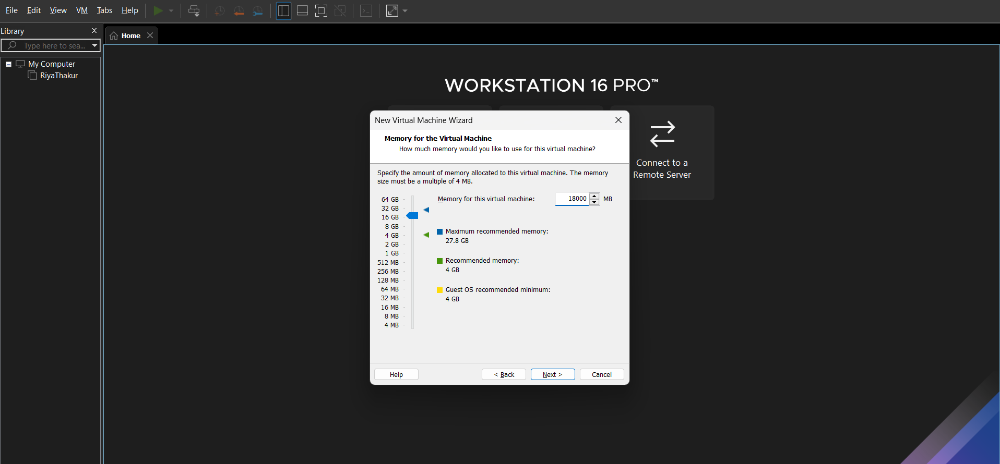 File Edit View VM Tabs Help
Library
Home
Type here to sea...
My Computer
RiyaThakur
WORKSTATION 16 PRO™
New Virtual Machine Wizard
Memory for the Virtual Machine
How much memory would you like to use for this virtual machine?
Specify the amount of memory allocated to this virtual machine. The memory
size must be a multiple of 4 MB.
64 GB
32 GB
16 GB
8 GB
4 GB
2 GB
1 GB
512 MB
256 MB
128 MB
64 MB
32 MB
16 MB
8 MB
4 MB
Memory for this virtual machine: 18000 MB
Maximum recommended memory:
27.8 GB
Recommended memory:
4 GB
Guest OS recommended minimum:
4 GB
Help < Back Next > Cancel
Connect to a
Remote Server